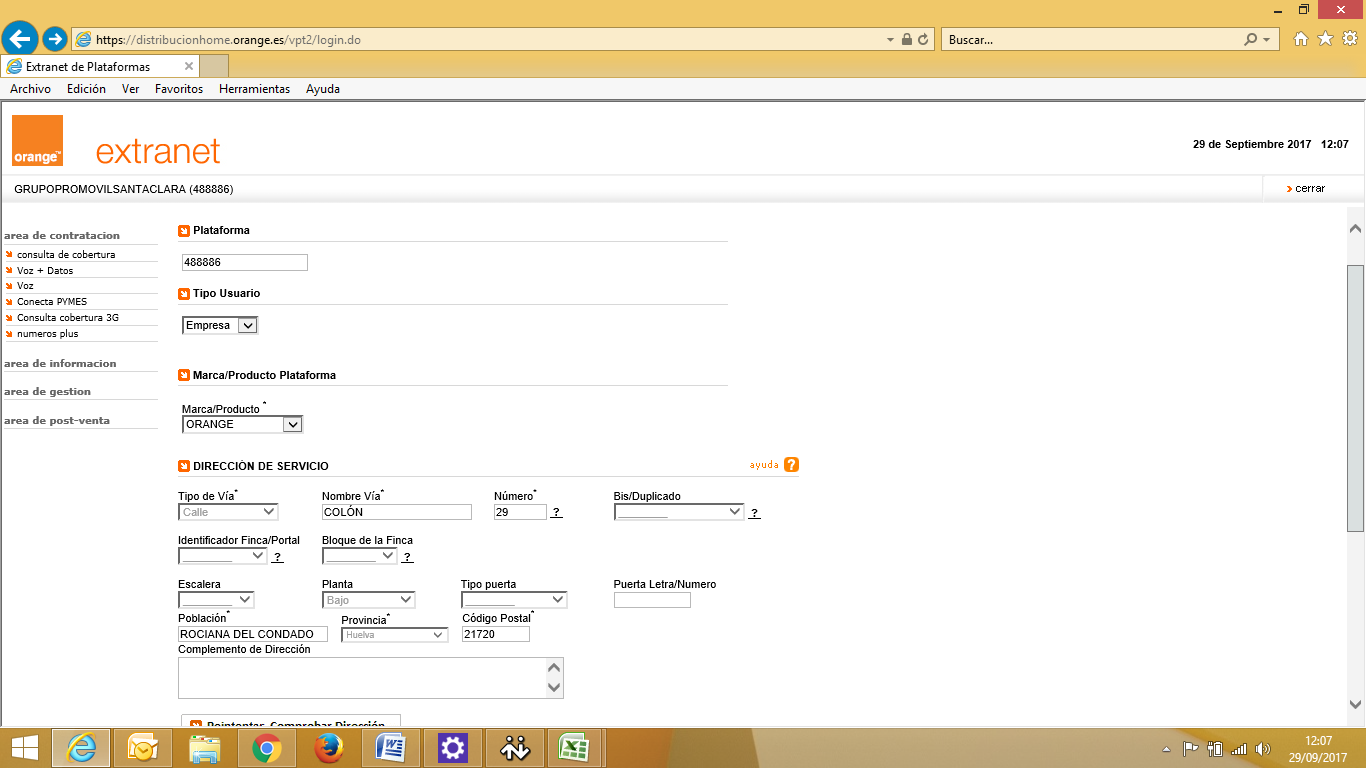 https://distribucionhome.orange.es/vpt2/login.do
Buscar...
Extranet de Plataformas
Archivo Edición Ver Favoritos Herramientas Ayuda
orange™
extranet
29 de Septiembre 2017 12:07
GRUPOPROMOVILSANTACLARA (488886)
cerrar
area de contratacion
consulta de cobertura
Voz + Datos
Voz
Conecta PYMES
Consulta cobertura 3G
numeros plus
area de informacion
area de gestion
area de post-venta
Plataforma
488886
Tipo Usuario
Empresa
Marca/Producto Plataforma
Marca/Producto *
ORANGE
DIRECCIÓN DE SERVICIO
ayuda ?
Tipo de Vía* Nombre Vía* Número* Bis/Duplicado
Calle COLÓN 29 ? ?
Identificador Finca/Portal Bloque de la Finca
? ?
Escalera Planta Tipo puerta Puerta Letra/Numero
Bajo
Población* Provincia* Código Postal*
ROCIANA DEL CONDADO Huelva 21720
Complemento de Dirección
Reintentar Comprobar Dirección
12:07
29/09/2017